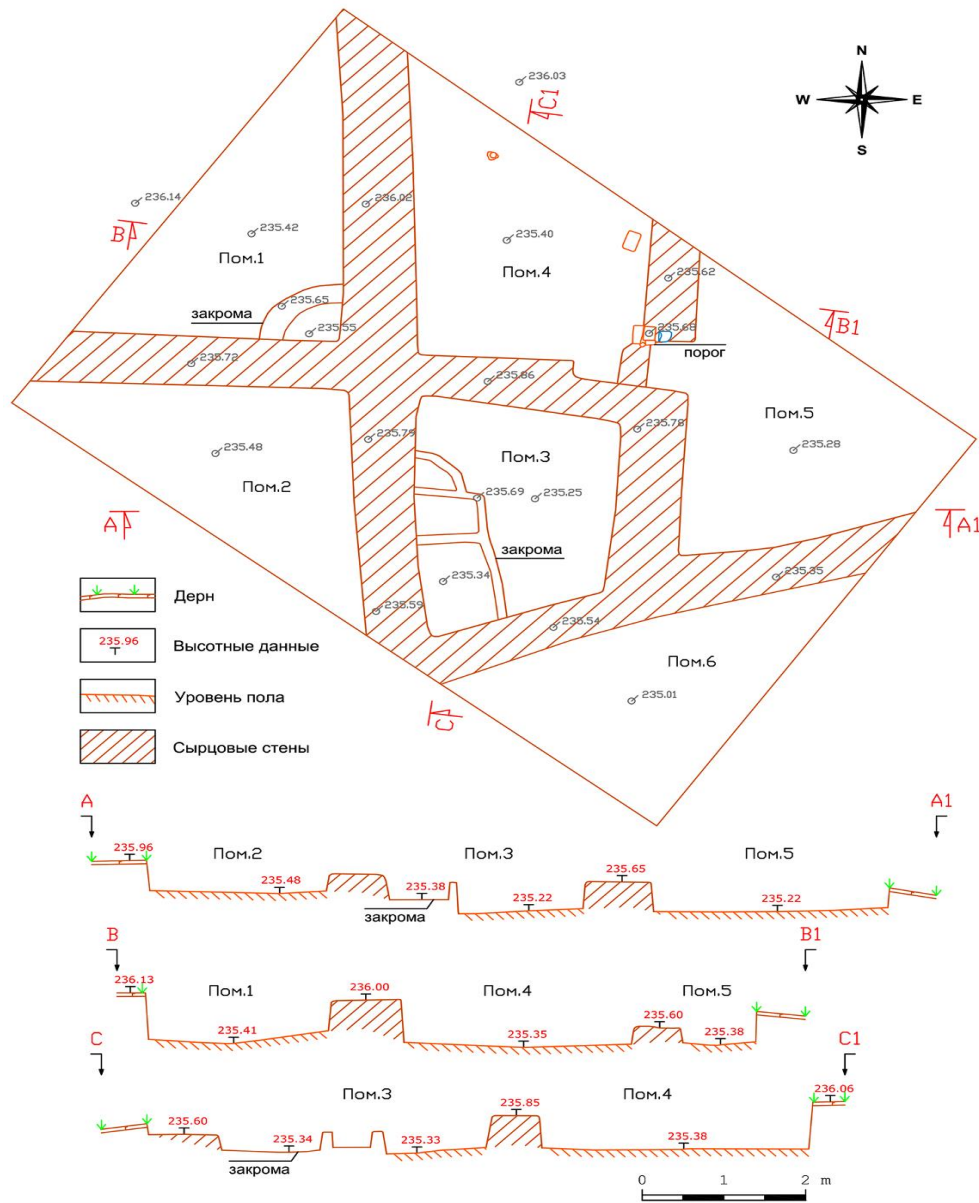 N
W E
S
236.03
C1
236.14
B
235.42
236.02
235.40
Пом.1
Пом.4
235.62
235.65
закрома
235.55
235.68
порог
B1
235.72
235.86
Пом.5
235.78
235.79
235.48
235.28
Пом.3
Пом.2
235.69
235.25
A
A1
закрома
235.34
235.35
235.59
235.54
Пом.6
235.01
C
Дерн
235.96
Высотные данные
Уровень пола
Сырцовые стены
A A1
235.96 Пом.2 Пом.3 235.65 Пом.5
235.48 235.38 235.22 235.22
закрома
B B1
236.13 Пом.1 236.00 Пом.4 Пом.5
235.60
235.41 235.35 235.38
C C1
Пом.3 235.85 Пом.4 236.06
235.60 235.34 235.33 235.38
закрома
0 1 2 m